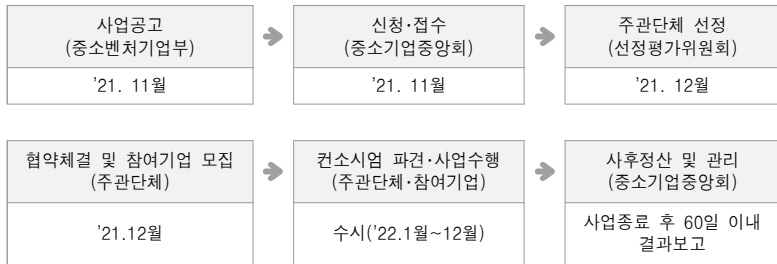 사업공고
(중소벤처기업부)
'21. 11월
신청·접수
(중소기업중앙회)
'21. 11월
주관단체 선정
(선정평가위원회)
'21. 12월
협약체결 및 참여기업 모집
(주관단체)
'21.12월
컨소시엄 파견·사업수행
(주관단체·참여기업)
수시('22.1월~12월)
사후정산 및 관리
(중소기업중앙회)
사업종료 후 60일 이내
결과보고